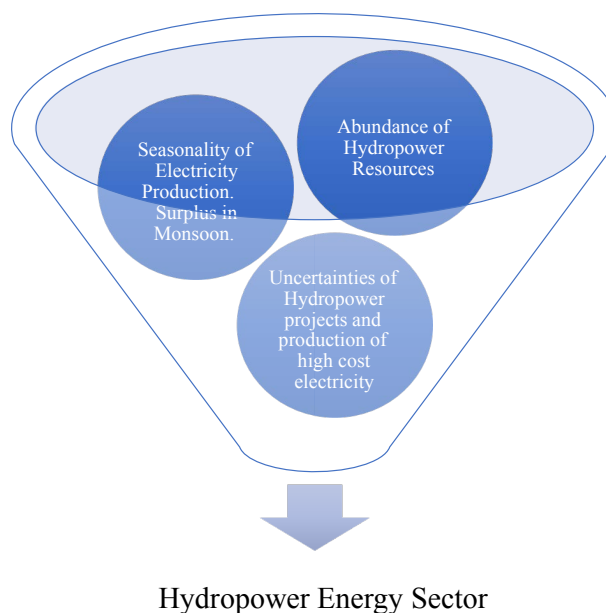 Seasonality of
Electricity
Production.
Surplus in
Monsoon.
Abundance of
Hydropower
Resources
Uncertainties of
Hydropower
projects and
production of
high cost
electricity
Hydropower Energy Sector